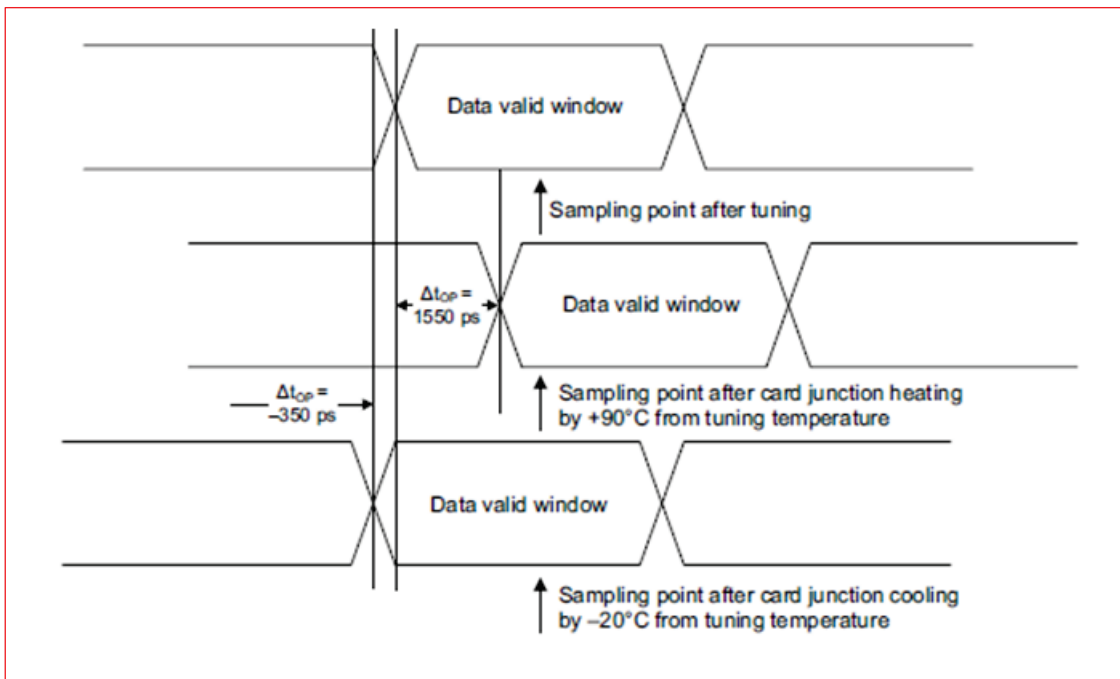 Data valid window
Sampling point after tuning
ΔtOP =
1550 ps
Data valid window
ΔtOP =
–350 ps
Sampling point after card junction heating
by +90°C from tuning temperature
Data valid window
Sampling point after card junction cooling
by –20°C from tuning temperature